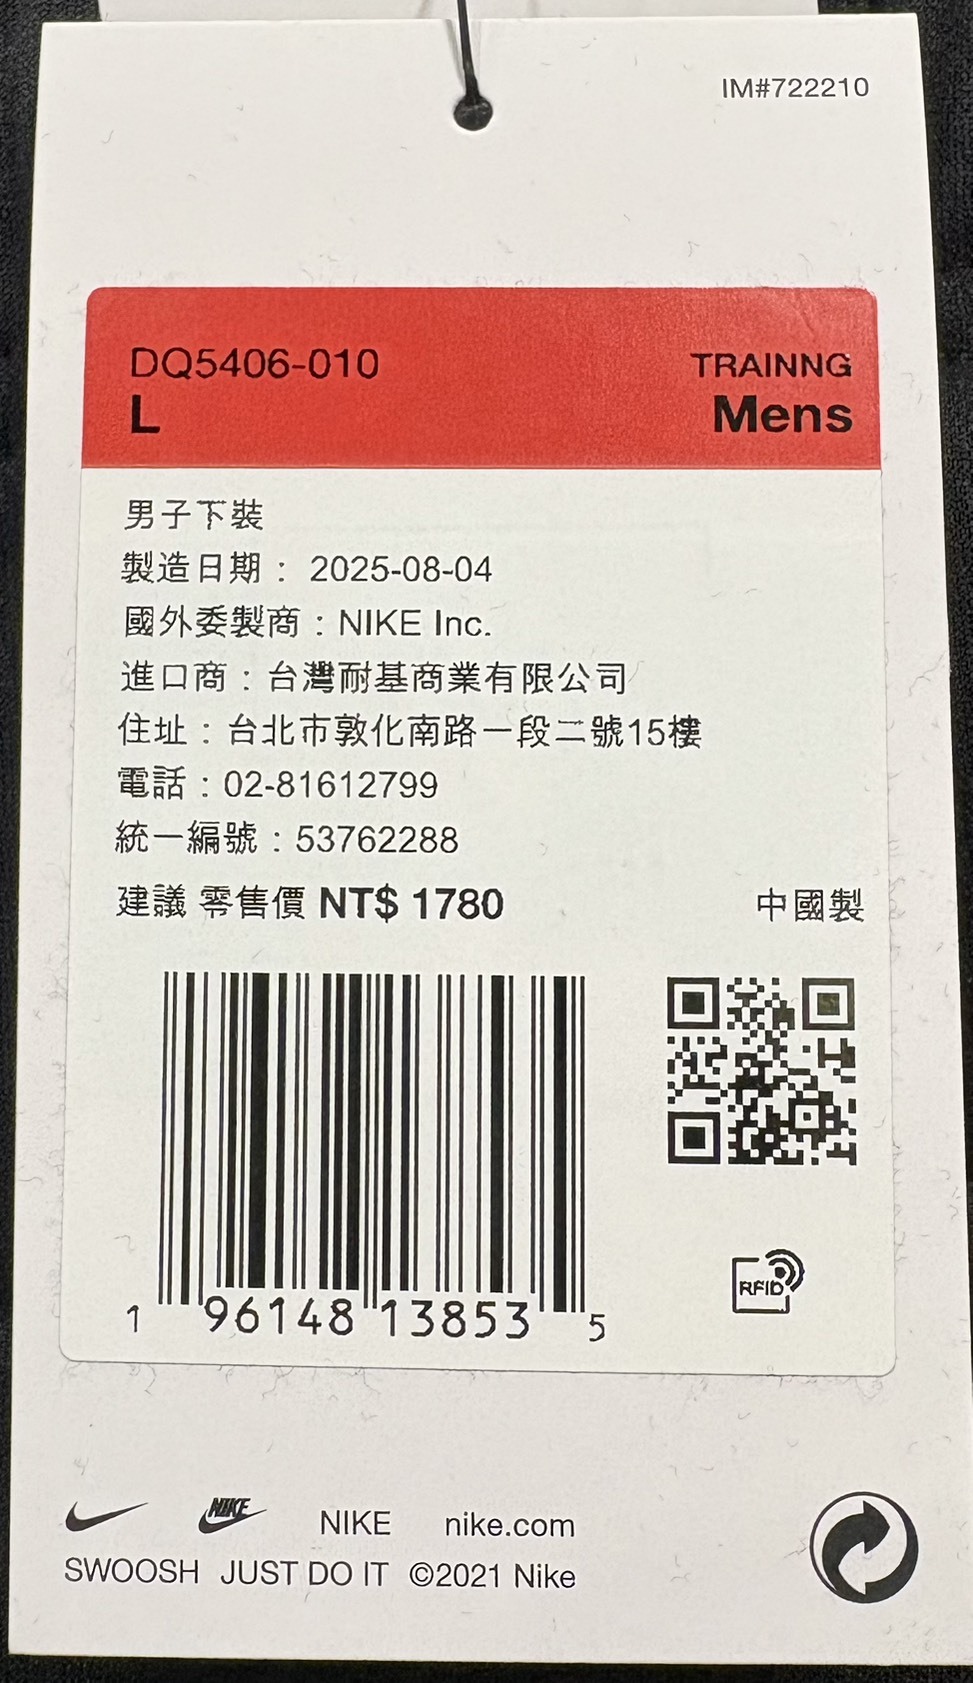 IM#722210
DQ5406-010
TRAINNG
L
Mens
男子下裝
製造日期： 2025-08-04
國外委製商：NIKE Inc.
進口商：台灣耐基商業有限公司
住址：台北市敦化南路一段二號15樓
電話：02-81612799
統一編號：53762288
建議 零售價 NT$ 1780
中國製
RFID
1 96148 13853 5
NIKE NIKE nike.com
SWOOSH JUST DO IT ©2021 Nike